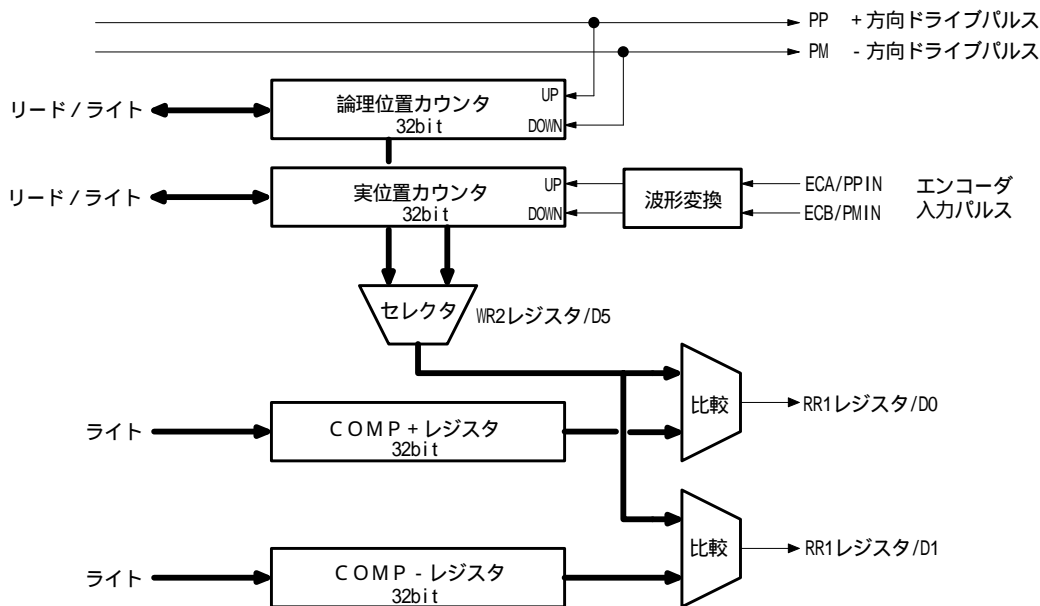 PP +方向ドライブパルス
PM -方向ドライブパルス
リード/ライト
論理位置カウンタ
32bit
UP
DOWN
リード/ライト
実位置カウンタ
32bit
UP
DOWN
波形変換
ECA/PPIN
ECB/PMIN
エンコーダ
入力パルス
セレクタ
WR2レジスタ/D5
比較
RR1レジスタ/D0
ライト
COMP+レジスタ
32bit
比較
RR1レジスタ/D1
ライト
COMP-レジスタ
32bit